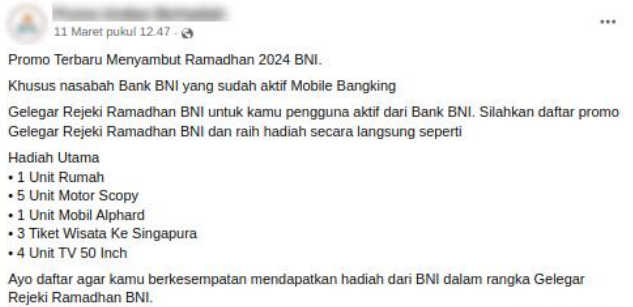 11 Maret pukul 12.47 ·
Promo Terbaru Menyambut Ramadhan 2024 BNI.
Khusus nasabah Bank BNI yang sudah aktif Mobile Bangking
Gelegar Rejeki Ramadhan BNI untuk kamu pengguna aktif dari Bank BNI. Silahkan daftar promo
Gelegar Rejeki Ramadhan BNI dan raih hadiah secara langsung seperti
Hadiah Utama
• 1 Unit Rumah
• 5 Unit Motor Scopy
• 1 Unit Mobil Alphard
• 3 Tiket Wisata Ke Singapura
• 4 Unit TV 50 Inch
Ayo daftar agar kamu berkesempatan mendapatkan hadiah dari BNI dalam rangka Gelegar
Rejeki Ramadhan BNI.